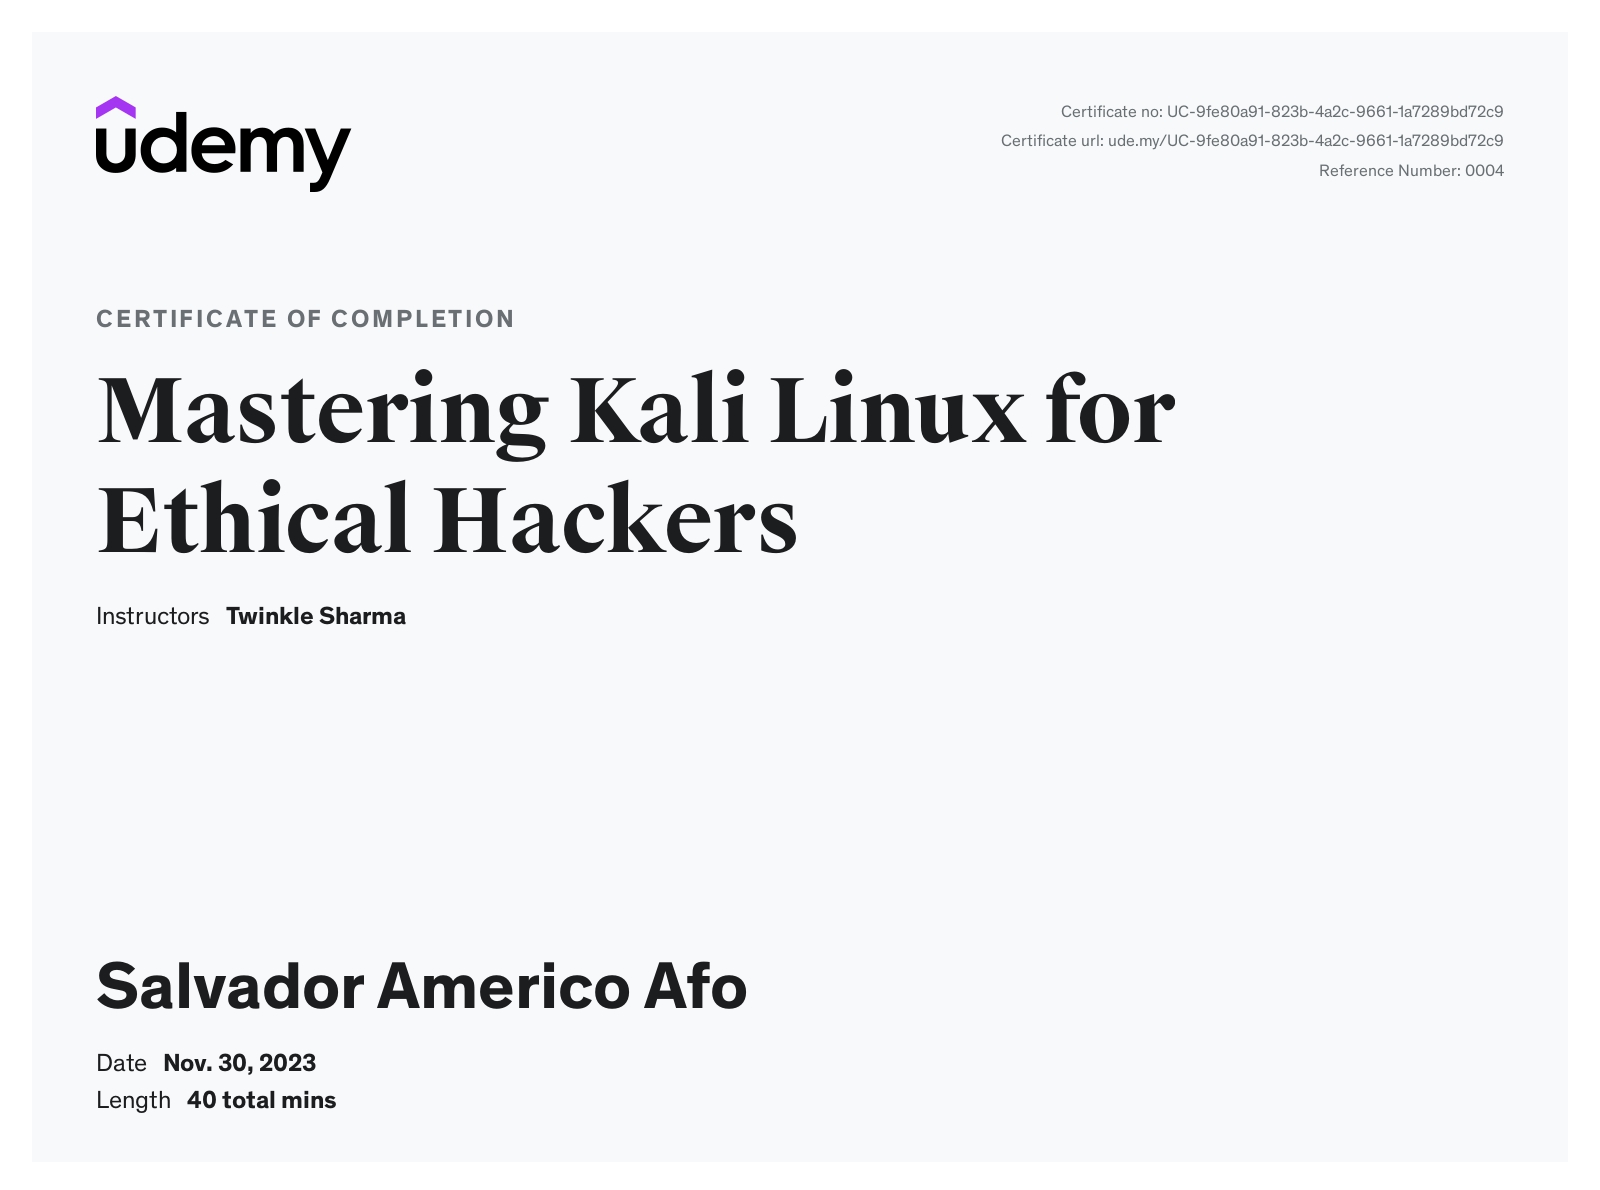 udemy
Certificate no: UC-9fe80a91-823b-4a2c-9661-1a7289bd72c9
Certificate url: ude.my/UC-9fe80a91-823b-4a2c-9661-1a7289bd72c9
Reference Number: 0004
CERTIFICATE OF COMPLETION
Mastering Kali Linux for
Ethical Hackers
Instructors Twinkle Sharma
Salvador Americo Afo
Date Nov. 30, 2023
Length 40 total mins